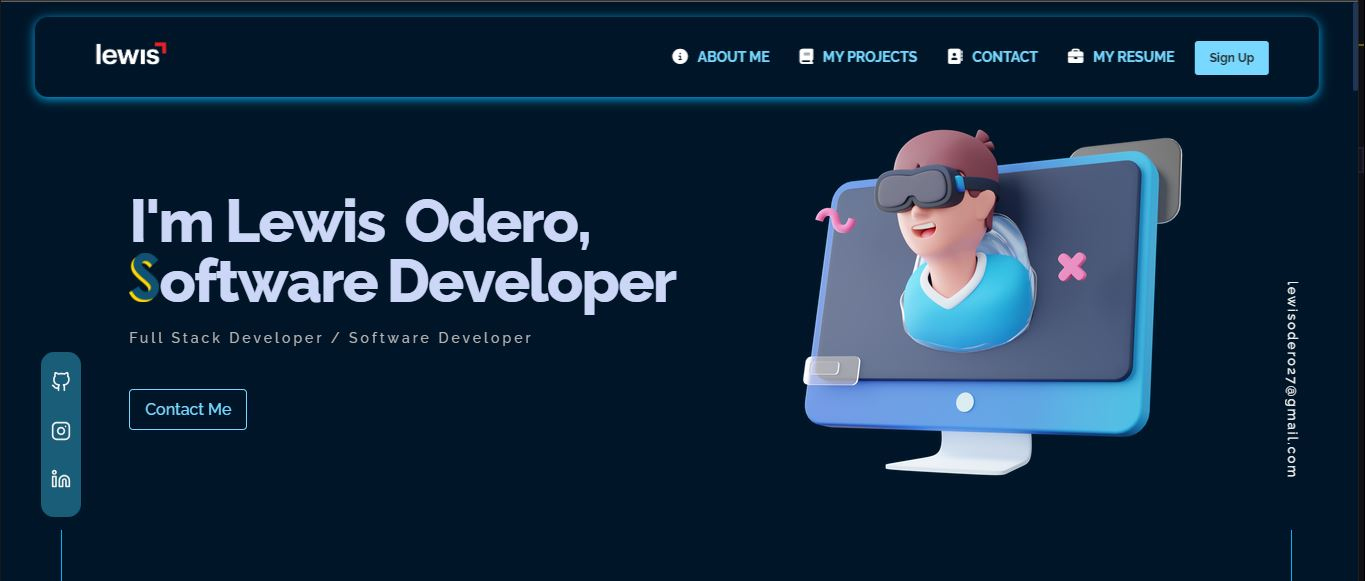 lewis
ABOUT ME MY PROJECTS CONTACT MY RESUME Sign Up
I'm Lewis Odero,
Software Developer
Full Stack Developer / Software Developer
Contact Me
in
lewisodero27@gmail.com